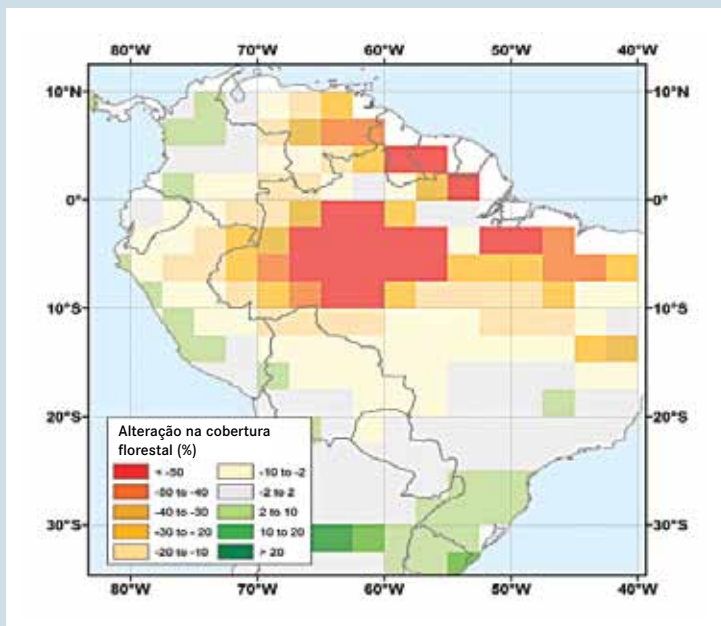 80°W 70°W 60°W 50°W 40°W
10°N 10°N
0° 0°
10°S 10°S
20°S 20°S
30°S 30°S
Alteração na cobertura
florestal (%)
< -50 -10 to -2
-50 to -40 -2 to 2
-40 to -30 2 to 10
-30 to -20 10 to 20
-20 to -10 > 20
80°W 70°W 60°W 50°W 40°W